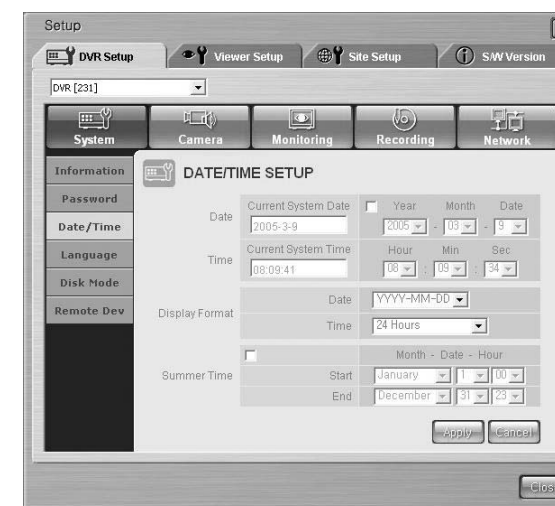 Setup
DVR Setup Viewer Setup Site Setup S/W Version
DVR [231]
System Camera Monitoring Recording Network
Information
Password
Date/Time
Language
Disk Mode
Remote Dev
DATE/TIME SETUP
Date Current System Date Year Month Date
2005-3-9 2005 - 03 - 9
Time Current System Time Hour Min Sec
08:09:41 08 : 09 : 34
Display Format Date YYYY-MM-DD
Time 24 Hours
Summer Time Month - Date - Hour
Start January 1 00
End December 31 23
Apply Cancel
Clos